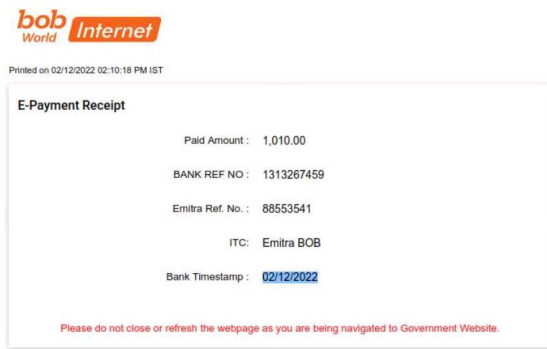 bob
World Internet
Printed on 02/12/2022 02:10:18 PM IST
E-Payment Receipt
Paid Amount : 1,010.00
BANK REF NO : 1313267459
Emitra Ref. No. : 88553541
ITC: Emitra BOB
Bank Timestamp : 02/12/2022
Please do not close or refresh the webpage as you are being navigated to Government Website.